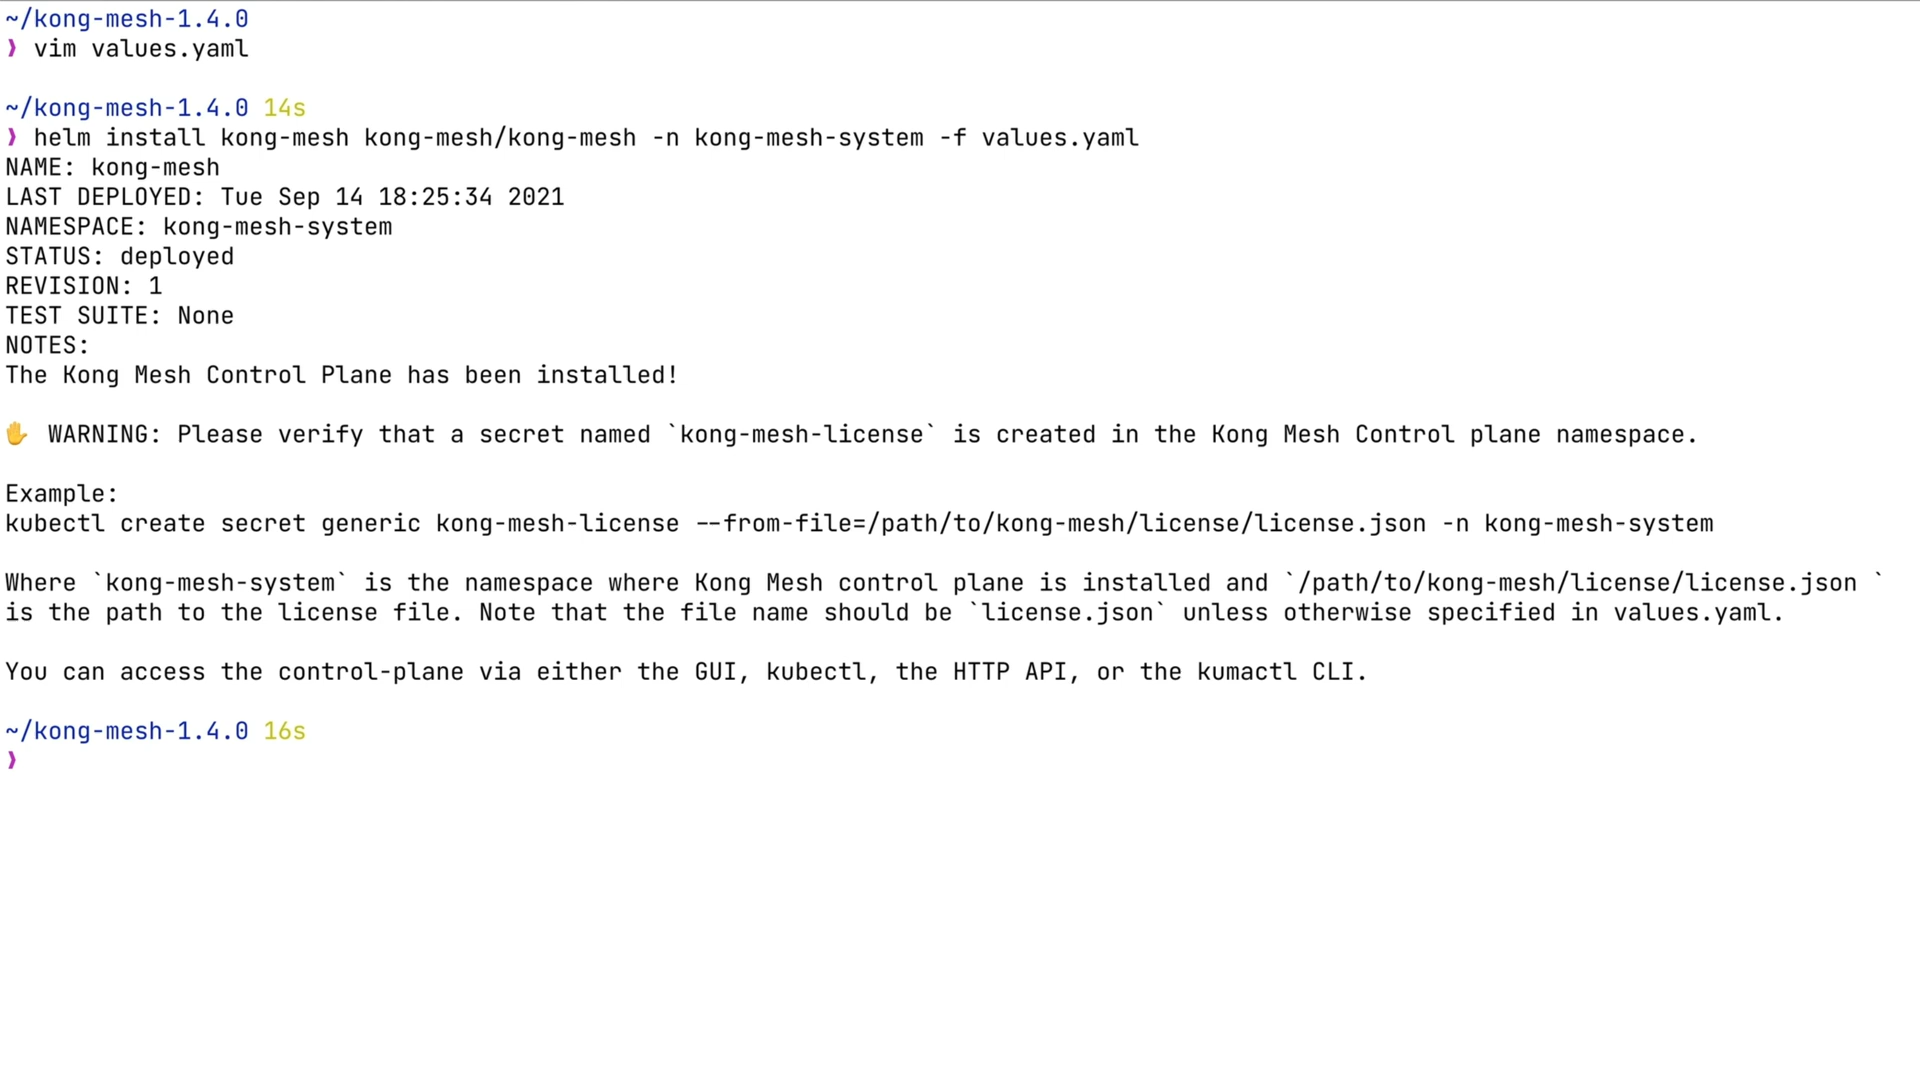 ~/kong-mesh-1.4.0
❯ vim values.yaml
~/kong-mesh-1.4.0 14s
❯ helm install kong-mesh kong-mesh/kong-mesh -n kong-mesh-system -f values.yaml
NAME: kong-mesh
LAST DEPLOYED: Tue Sep 14 18:25:34 2021
NAMESPACE: kong-mesh-system
STATUS: deployed
REVISION: 1
TEST SUITE: None
NOTES:
The Kong Mesh Control Plane has been installed!
✋ WARNING: Please verify that a secret named `kong-mesh-license` is created in the Kong Mesh Control plane namespace.
Example:
kubectl create secret generic kong-mesh-license --from-file=/path/to/kong-mesh/license/license.json -n kong-mesh-system
Where `kong-mesh-system` is the namespace where Kong Mesh control plane is installed and `/path/to/kong-mesh/license/license.json `
is the path to the license file. Note that the file name should be `license.json` unless otherwise specified in values.yaml.
You can access the control-plane via either the GUI, kubectl, the HTTP API, or the kumactl CLI.
~/kong-mesh-1.4.0 16s
❯